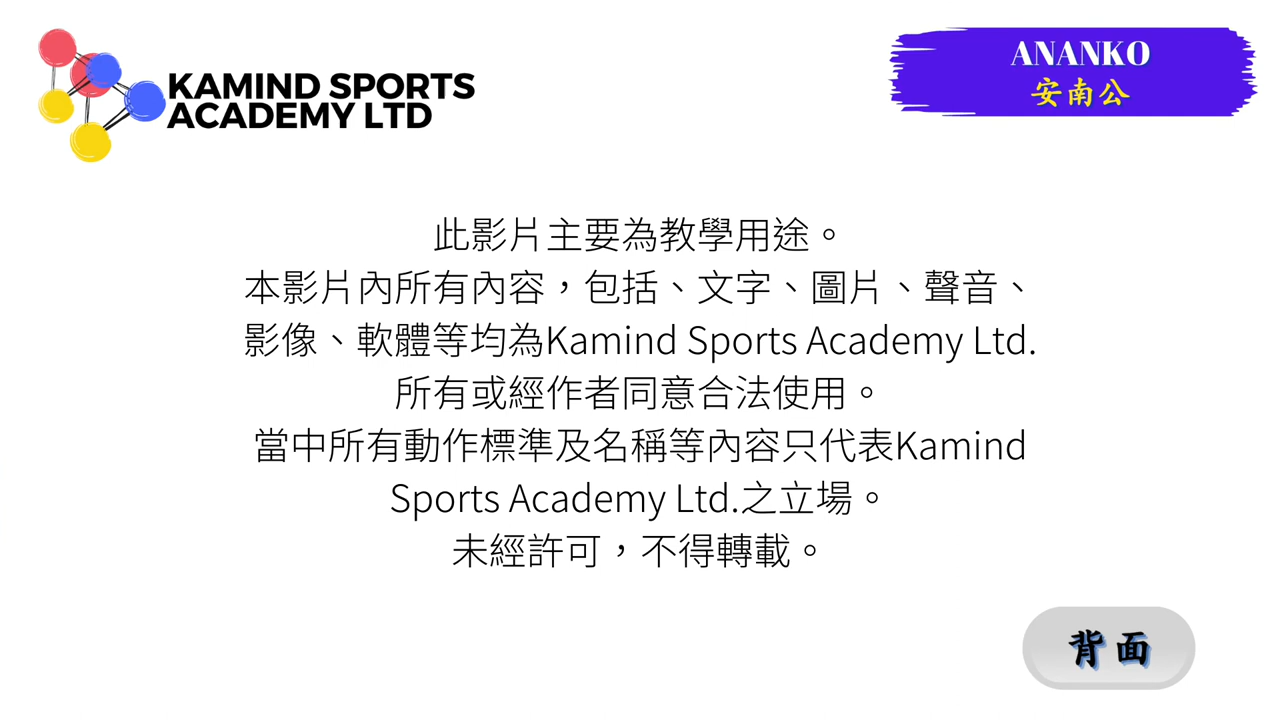 KAMIND SPORTS
ACADEMY LTD
ANANKO
安南公
此影片主要為教學用途。
本影片內所有內容，包括、文字、圖片、聲音、
影像、軟體等均為Kamind Sports Academy Ltd.
所有或經作者同意合法使用。
當中所有動作標準及名稱等內容只代表Kamind
Sports Academy Ltd.之立場。
未經許可，不得轉載。
背面